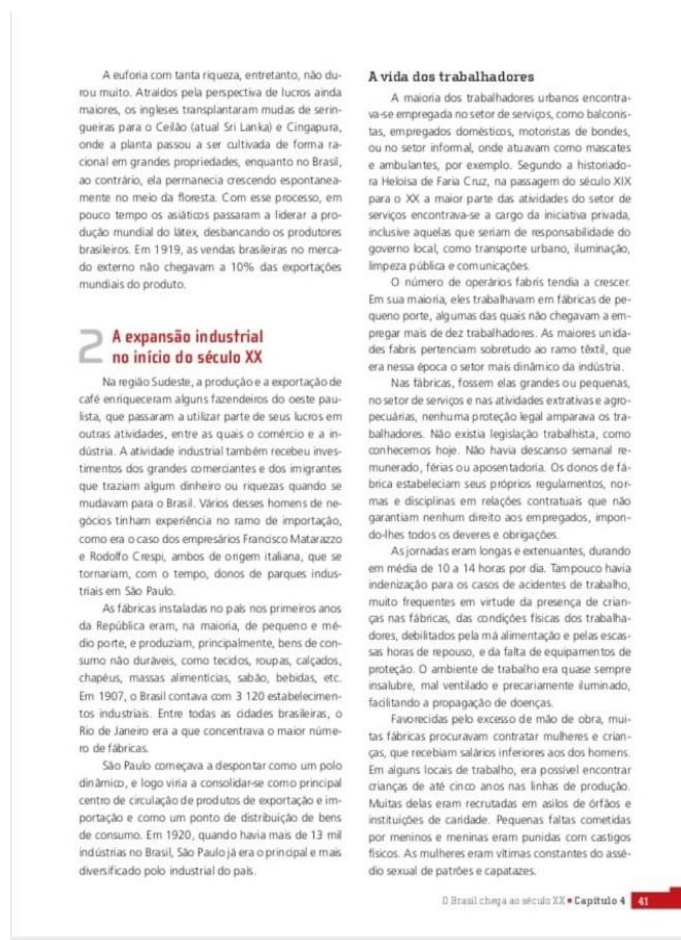 A euforia com tanta riqueza, entretanto, não du-
rou muito. Atraídos pela perspectiva de lucros ainda
maiores, os ingleses transplantaram mudas de serin-
gueiras para o Ceilão (atual Sri Lanka) e Cingapura,
onde a planta passou a ser cultivada de forma ra-
cional em grandes propriedades, enquanto no Brasil,
ao contrário, ela permanecia crescendo espontanea-
mente no meio da floresta. Com esse processo, em
pouco tempo os asiáticos passaram a liderar a pro-
dução mundial do látex, desbancando os produtores
brasileiros. Em 1919, as vendas brasileiras no merca-
do externo não chegavam a 10% das exportações
mundiais do produto.
2 A expansão industrial
no início do século XX
Na região Sudeste, a produção e a exportação de
café enriqueceram alguns fazendeiros do oeste pau-
lista, que passaram a utilizar parte de seus lucros em
outras atividades, entre as quais o comércio e a in-
dústria. A atividade industrial também recebeu inves-
timentos dos grandes comerciantes e dos imigrantes
que traziam algum dinheiro ou riquezas quando se
mudavam para o Brasil. Vários desses homens de ne-
gócios tinham experiência no ramo de importação,
como era o caso dos empresários Francisco Matarazzo
e Rodolfo Crespi, ambos de origem italiana, que se
tornariam, com o tempo, donos de parques indus-
triais em São Paulo.
As fábricas instaladas no país nos primeiros anos
da República eram, na maioria, de pequeno e mé-
dio porte, e produziam, principalmente, bens de con-
sumo não duráveis, como tecidos, roupas, calçados,
chapéus, massas alimentícias, sabão, bebidas, etc.
Em 1907, o Brasil contava com 3 120 estabelecimen-
tos industriais. Entre todas as cidades brasileiras, o
Rio de Janeiro era a que concentrava o maior núme-
ro de fábricas.
São Paulo começava a despontar como um polo
dinâmico, e logo viria a consolidar-se como principal
centro de circulação de produtos de exportação e im-
portação e como um ponto de distribuição de bens
de consumo. Em 1920, quando havia mais de 13 mil
indústrias no Brasil, São Paulo já era o principal e mais
diversificado polo industrial do país.
A vida dos trabalhadores
A maioria dos trabalhadores urbanos encontra-
va-se empregada no setor de serviços, como balconis-
tas, empregados domésticos, motoristas de bondes,
ou no setor informal, onde atuavam como mascates
e ambulantes, por exemplo. Segundo a historiado-
ra Heloisa de Faria Cruz, na passagem do século XIX
para o XX a maior parte das atividades do setor de
serviços encontrava-se a cargo da iniciativa privada,
inclusive aquelas que seriam de responsabilidade do
governo local, como transporte urbano, iluminação,
limpeza pública e comunicações.
O número de operários fabris tendia a crescer.
Em sua maioria, eles trabalhavam em fábricas de pe-
queno porte, algumas das quais não chegavam a em-
pregar mais de dez trabalhadores. As maiores unida-
des fabris pertenciam sobretudo ao ramo têxtil, que
era nessa época o setor mais dinâmico da indústria.
Nas fábricas, fossem elas grandes ou pequenas,
no setor de serviços e nas atividades extrativas e agro-
pecuárias, nenhuma proteção legal amparava os tra-
balhadores. Não existia legislação trabalhista, como
conhecemos hoje. Não havia descanso semanal re-
munerado, férias ou aposentadoria. Os donos de fá-
brica estabeleciam seus próprios regulamentos, nor-
mas e disciplinas em relações contratuais que não
garantiam nenhum direito aos empregados, impon-
do-lhes todos os deveres e obrigações.
As jornadas eram longas e extenuantes, durando
em média de 10 a 14 horas por dia. Tampouco havia
indenização para os casos de acidentes de trabalho,
muito frequentes em virtude da presença de crian-
ças nas fábricas, das condições físicas dos trabalha-
dores, debilitados pela má alimentação e pelas escas-
sas horas de repouso, e da falta de equipamentos de
proteção. O ambiente de trabalho era quase sempre
insalubre, mal ventilado e precariamente iluminado,
facilitando a propagação de doenças.
Favorecidas pelo excesso de mão de obra, mui-
tas fábricas procuravam contratar mulheres e crian-
ças, que recebiam salários inferiores aos dos homens.
Em alguns locais de trabalho, era possível encontrar
crianças de até cinco anos nas linhas de produção.
Muitas delas eram recrutadas em asilos de órfãos e
instituições de caridade. Pequenas faltas cometidas
por meninos e meninas eram punidas com castigos
físicos. As mulheres eram vítimas constantes do assé-
dio sexual de patrões e capatazes.
O Brasil chega ao século XX • Capítulo 4 41